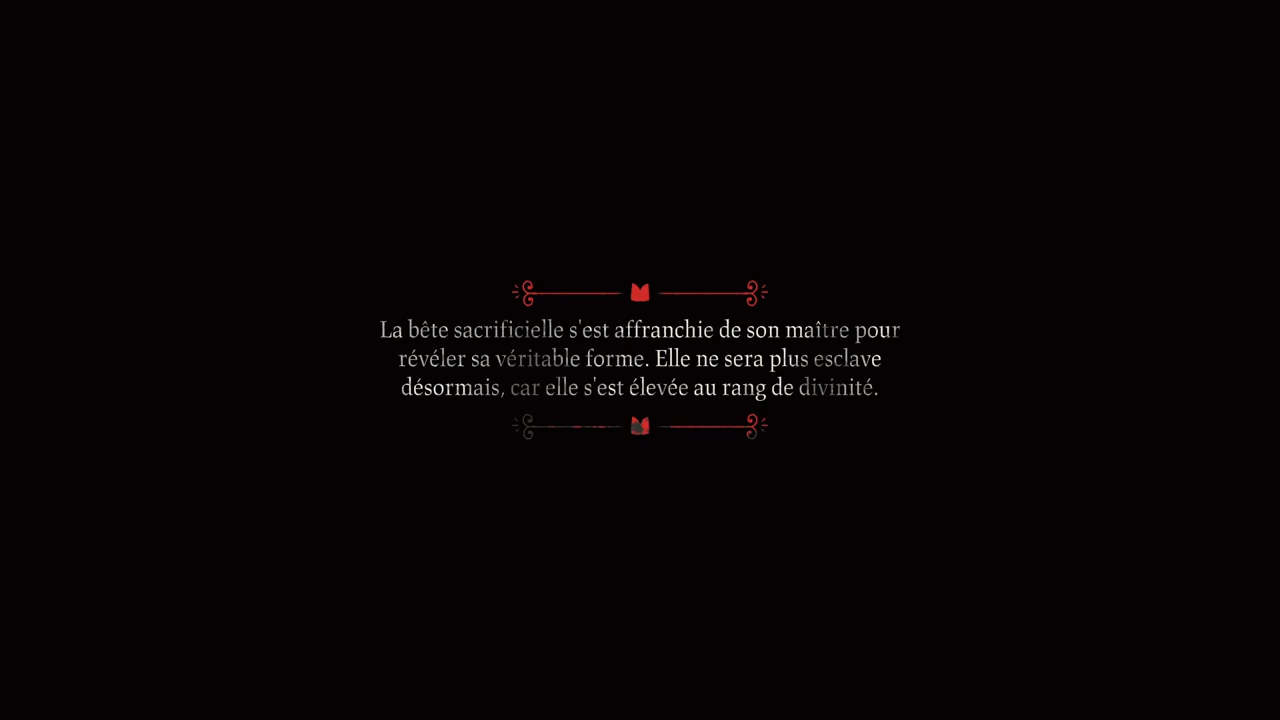 La bête sacrificielle s'est affranchie de son maître pour
révéler sa véritable forme. Elle ne sera plus esclave
désormais, car elle s'est élevée au rang de divinité.